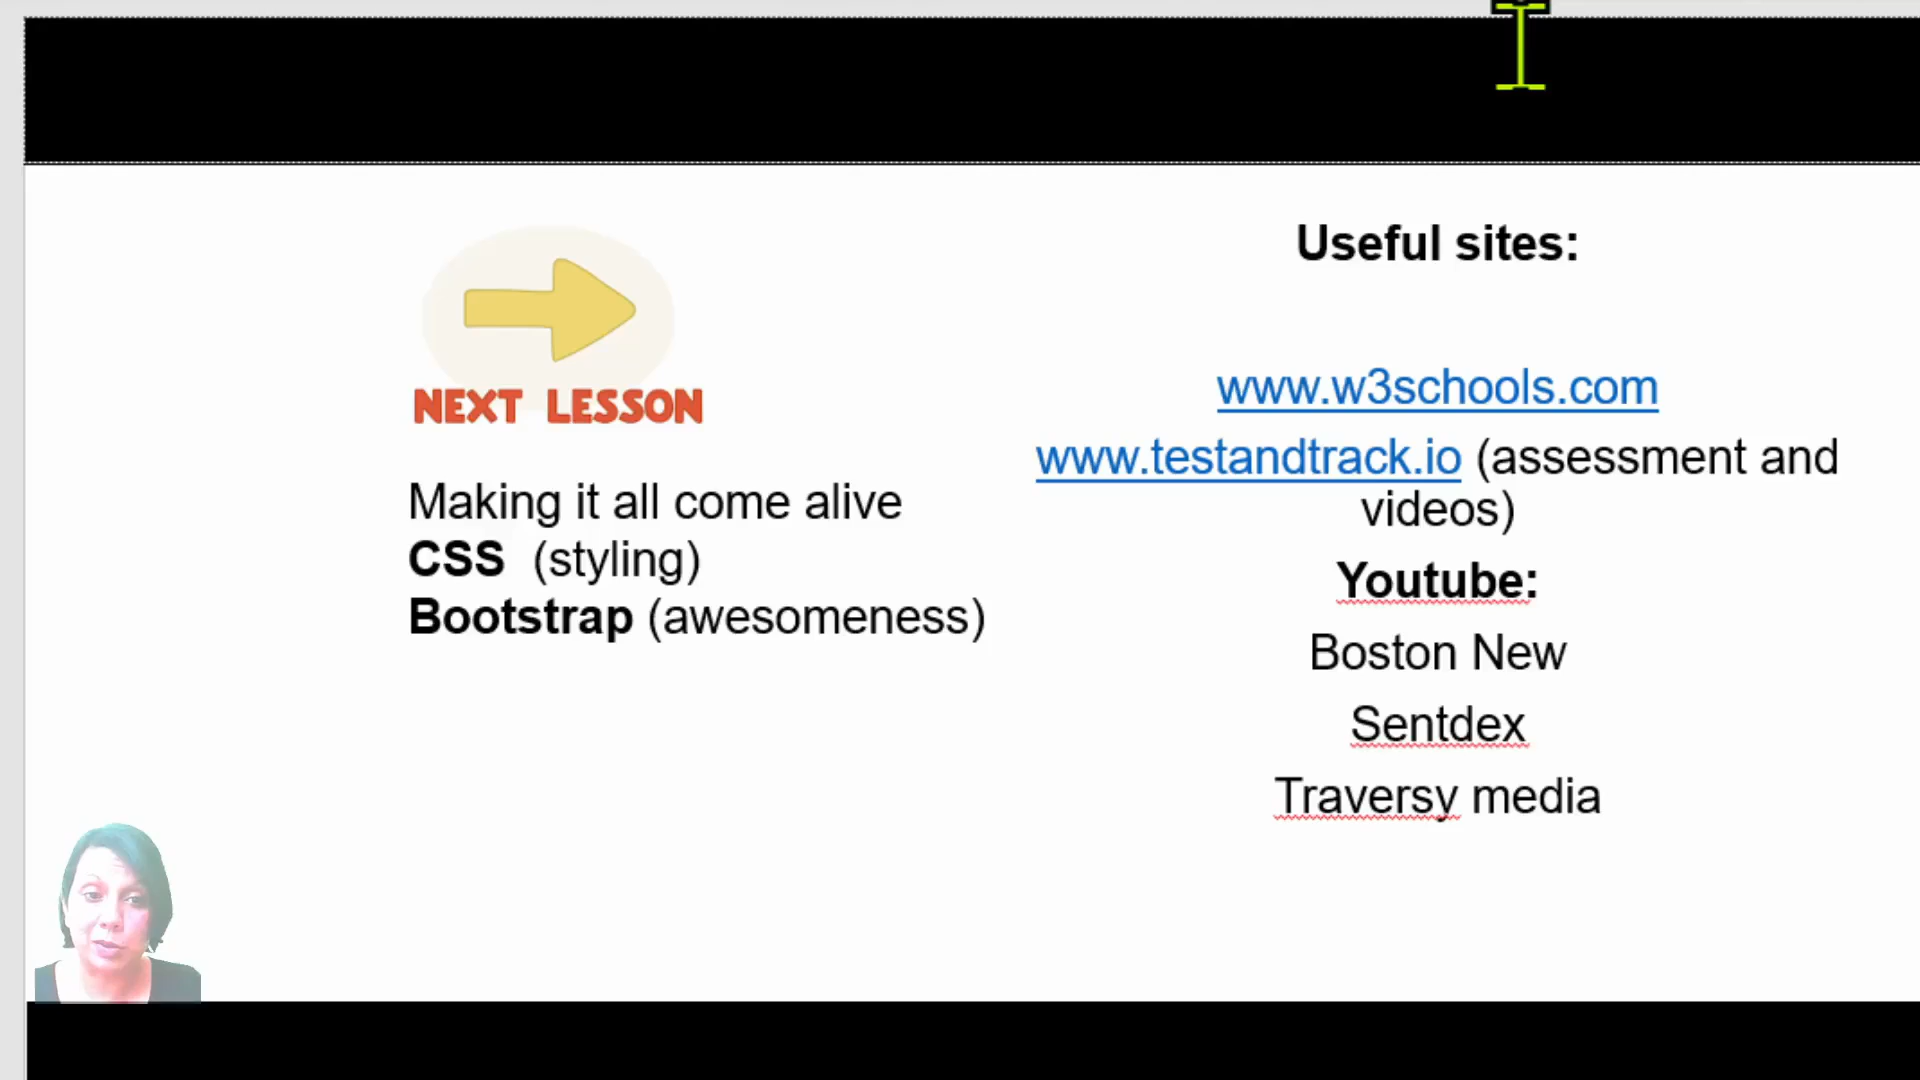 NEXT LESSON
Making it all come alive
CSS (styling)
Bootstrap (awesomeness)
Useful sites:
www.w3schools.com
www.testandtrack.io (assessment and
videos)
Youtube:
Boston New
Sentdex
Traversy media